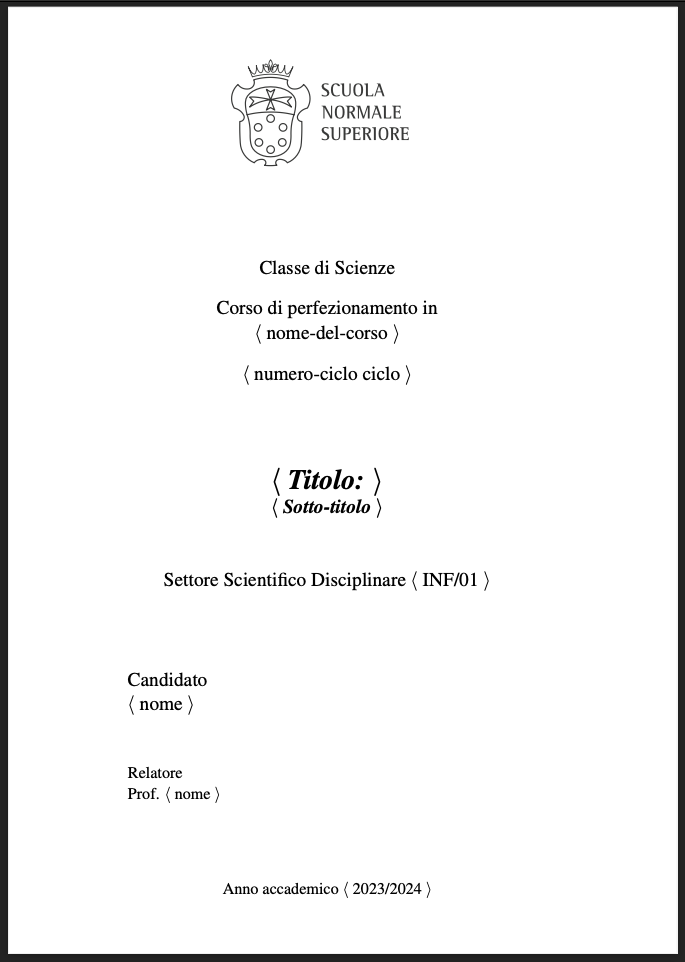 SCUOLA
NORMALE
SUPERIORE
Classe di Scienze
Corso di perfezionamento in
⟨ nome-del-corso ⟩
⟨ numero-ciclo ciclo ⟩
⟨ Titolo: ⟩
⟨ Sotto-titolo ⟩
Settore Scientifico Disciplinare ⟨ INF/01 ⟩
Candidato
⟨ nome ⟩
Relatore
Prof. ⟨ nome ⟩
Anno accademico ⟨ 2023/2024 ⟩